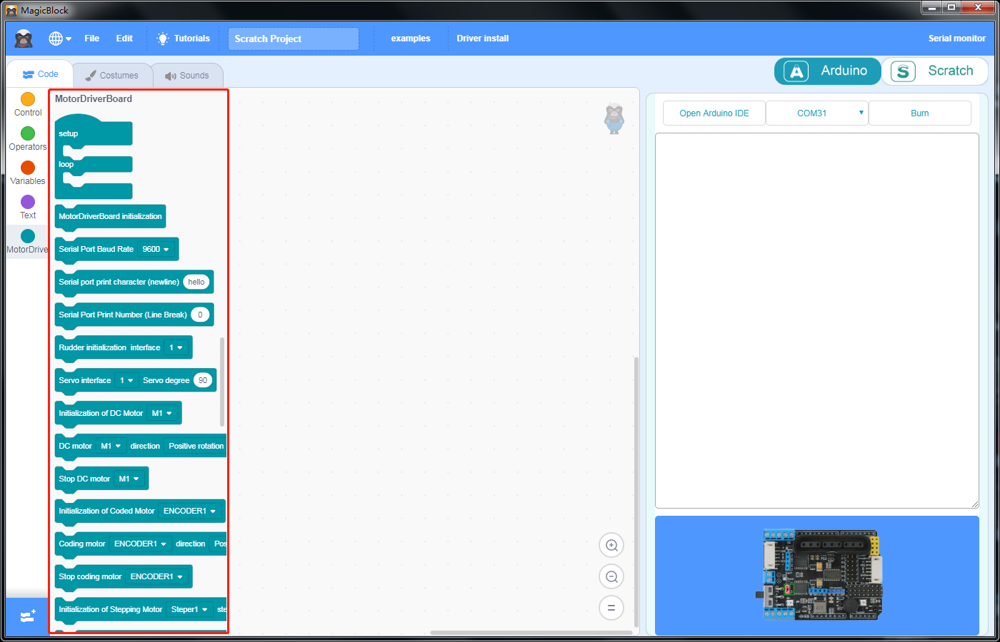 MagicBlock
File Edit Tutorials Scratch Project examples Driver install Serial monitor
Code Costumes Sounds
A Arduino S Scratch
Control
Operators
Variables
Text
MotorDrive
MotorDriverBoard
setup
loop
MotorDriverBoard initialization
Serial Port Baud Rate 9600
Serial port print character (newline) hello
Serial Port Print Number (Line Break) 0
Rudder initialization interface 1
Servo interface 1 Servo degree 90
Initialization of DC Motor M1
DC motor M1 direction Positive rotation
Stop DC motor M1
Initialization of Coded Motor ENCODER1
Coding motor ENCODER1 direction Pos
Stop coding motor ENCODER1
Initialization of Stepping Motor Steper1 ste
Open Arduino IDE COM31 Burn